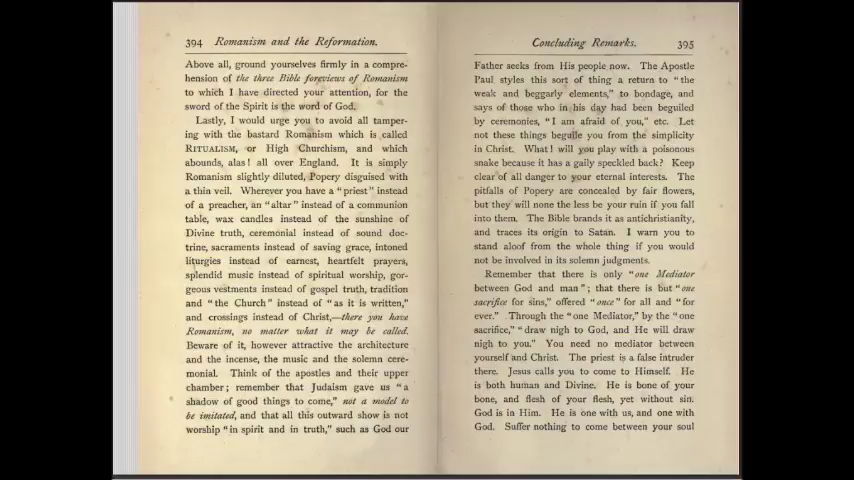 394 Romanism and the Reformation.
Above all, ground yourselves firmly in a compre-
hension of the three Bible foreviews of Romanism
to which I have directed your attention, for the
sword of the Spirit is the word of God.
Lastly, I would urge you to avoid all tamper-
ing with the bastard Romanism which is called
RITUALISM, or High Churchism, and which
abounds, alas! all over England. It is simply
Romanism slightly diluted, Popery disguised with
a thin veil. Wherever you have a "priest" instead
of a preacher, an "altar" instead of a communion
table, wax candles instead of the sunshine of
Divine truth, ceremonial instead of sound doc-
trine, sacraments instead of saving grace, intoned
liturgies instead of earnest, heartfelt prayers,
splendid music instead of spiritual worship, gor-
geous vestments instead of gospel truth, tradition
and "the Church" instead of "as it is written,"
and crossings instead of Christ,—there you have
Romanism, no matter what it may be called.
Beware of it, however attractive the architecture
and the incense, the music and the solemn cere-
monial. Think of the apostles and their upper
chamber; remember that Judaism gave us "a
shadow of good things to come," not a model to
be imitated, and that all this outward show is not
worship "in spirit and in truth," such as God our
Concluding Remarks. 395
Father seeks from His people now. The Apostle
Paul styles this sort of thing a return to "the
weak and beggarly elements," to bondage, and
says of those who in his day had been beguiled
by ceremonies, "I am afraid of you," etc. Let
not these things beguile you from the simplicity
in Christ. What! will you play with a poisonous
snake because it has a gaily speckled back? Keep
clear of all danger to your eternal interests. The
pitfalls of Popery are concealed by fair flowers,
but they will none the less be your ruin if you fall
into them. The Bible brands it as antichristianity,
and traces its origin to Satan. I warn you to
stand aloof from the whole thing if you would
not be involved in its solemn judgments.
Remember that there is only "one Mediator
between God and man"; that there is but "one
sacrifice for sins," offered "once" for all and "for
ever." Through the "one Mediator," by the "one
sacrifice," "draw nigh to God, and He will draw
nigh to you." You need no mediator between
yourself and Christ. The priest is a false intruder
there. Jesus calls you to come to Himself. He
is both human and Divine. He is bone of your
bone, and flesh of your flesh, yet without sin.
God is in Him. He is one with us, and one with
God. Suffer nothing to come between your soul